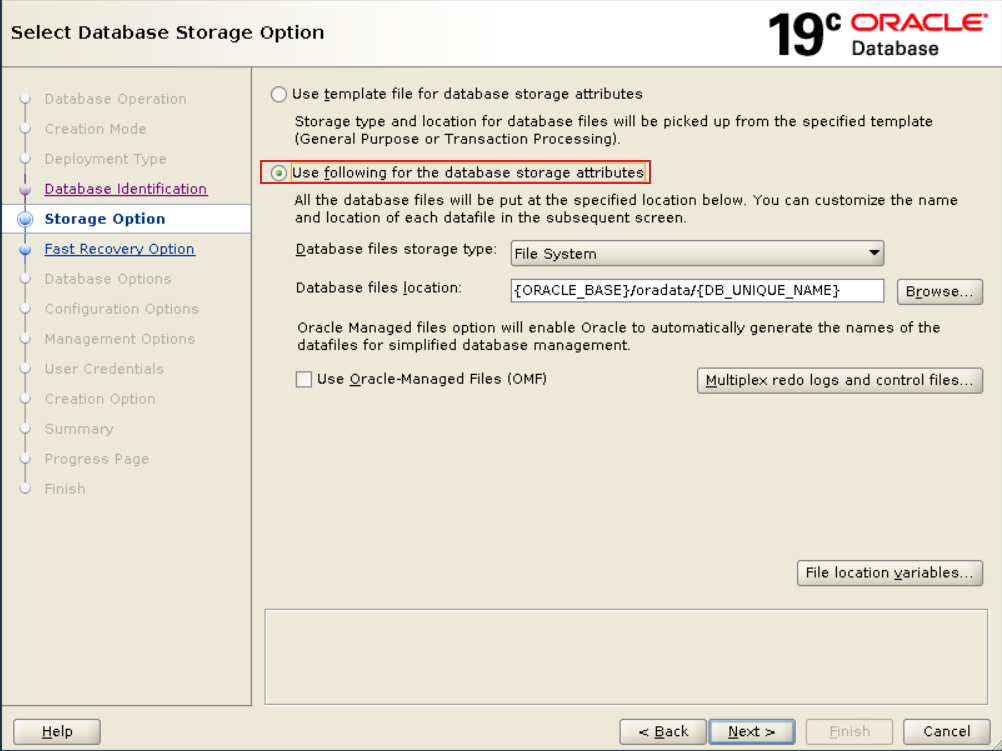 Select Database Storage Option
19c ORACLE
Database
Database Operation
Creation Mode
Deployment Type
Database Identification
Storage Option
Fast Recovery Option
Database Options
Configuration Options
Management Options
User Credentials
Creation Option
Summary
Progress Page
Finish
Use template file for database storage attributes
Storage type and location for database files will be picked up from the specified template
(General Purpose or Transaction Processing).
Use following for the database storage attributes
All the database files will be put at the specified location below. You can customize the name
and location of each datafile in the subsequent screen.
Database files storage type: File System
Database files location: {ORACLE_BASE}/oradata/{DB_UNIQUE_NAME} Browse...
Oracle Managed files option will enable Oracle to automatically generate the names of the
datafiles for simplified database management.
Use Oracle-Managed Files (OMF) Multiplex redo logs and control files...
File location variables...
Help < Back Next > Finish Cancel